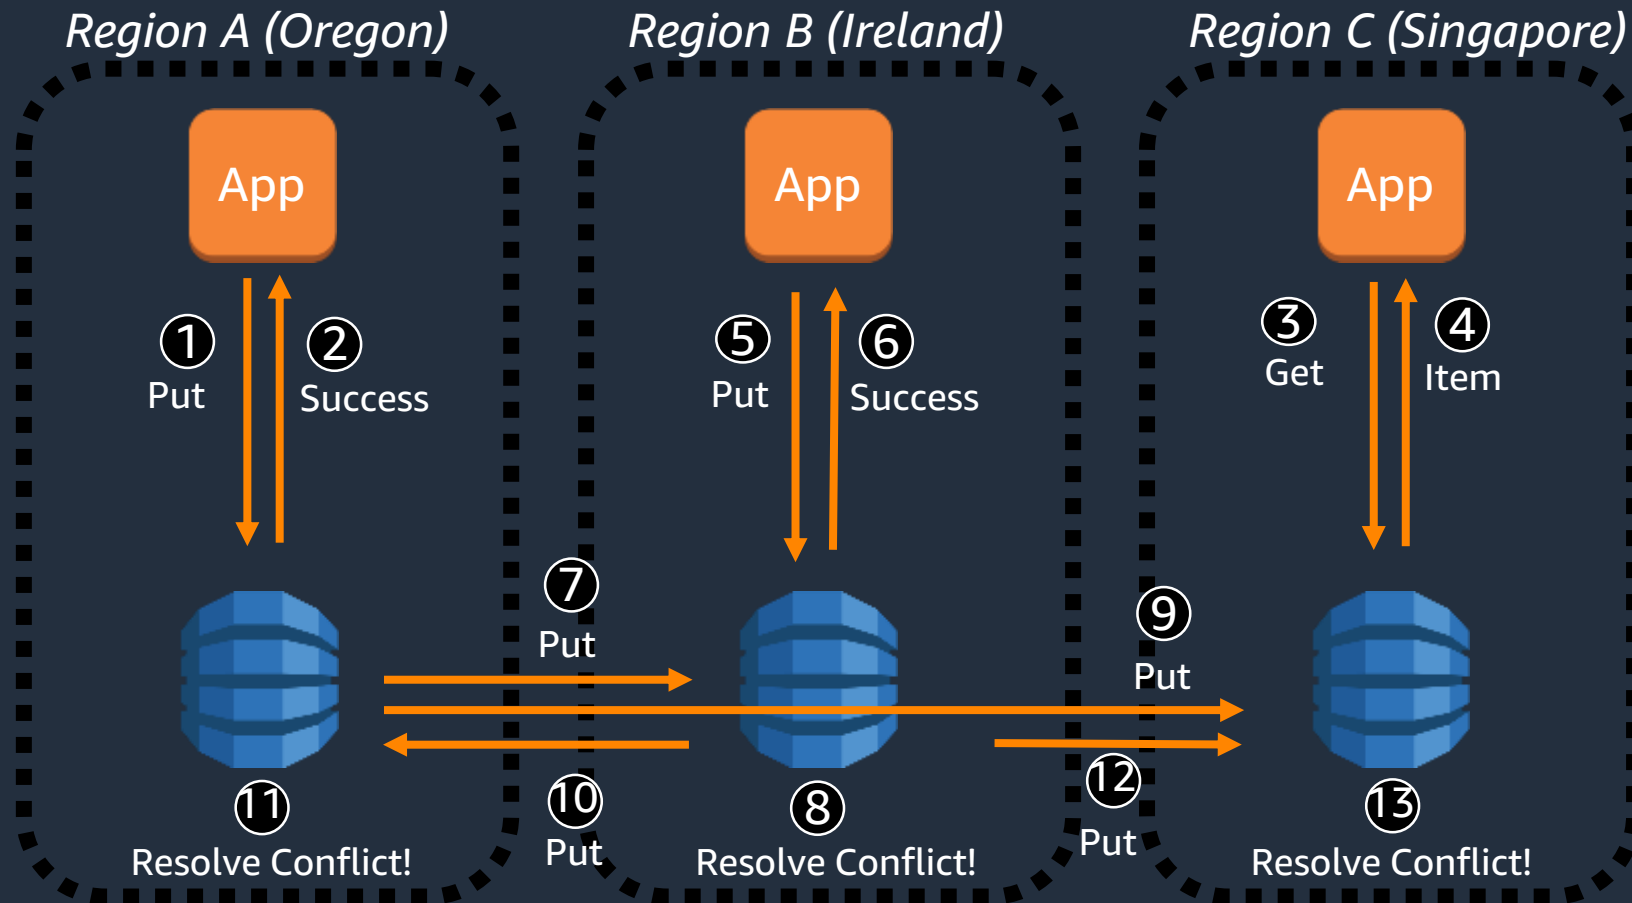 Region A (Oregon)
Region B (Ireland)
Region C (Singapore)
App
App
App
1
Put
2
Success
5
Put
6
Success
3
Get
4
Item
7
Put
9
Put
10
Put
12
Put
11
Resolve Conflict!
8
Resolve Conflict!
13
Resolve Conflict!